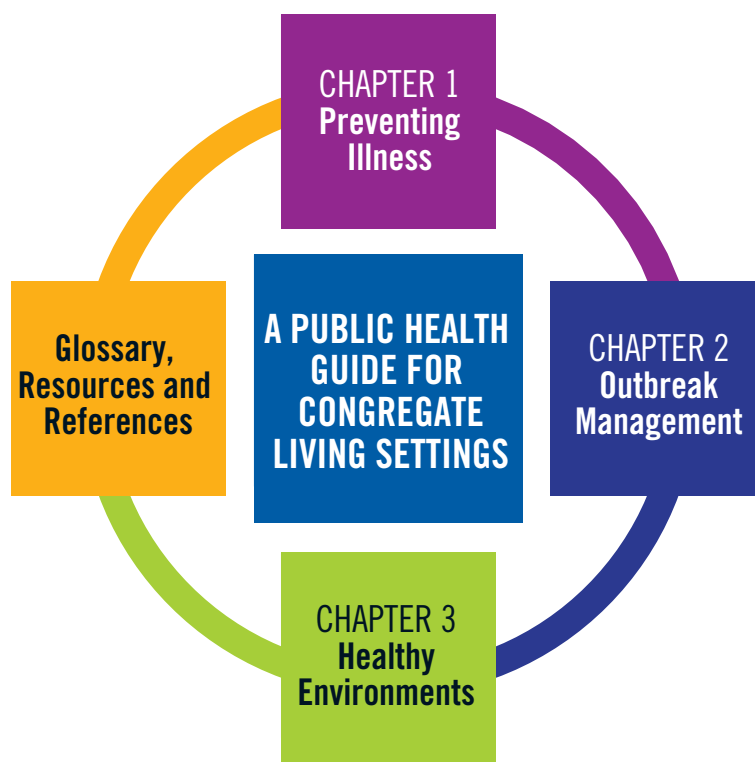 CHAPTER 1
Preventing
Illness
Glossary,
Resources and
References
A PUBLIC HEALTH
GUIDE FOR
CONGREGATE
LIVING SETTINGS
CHAPTER 2
Outbreak
Management
CHAPTER 3
Healthy
Environments